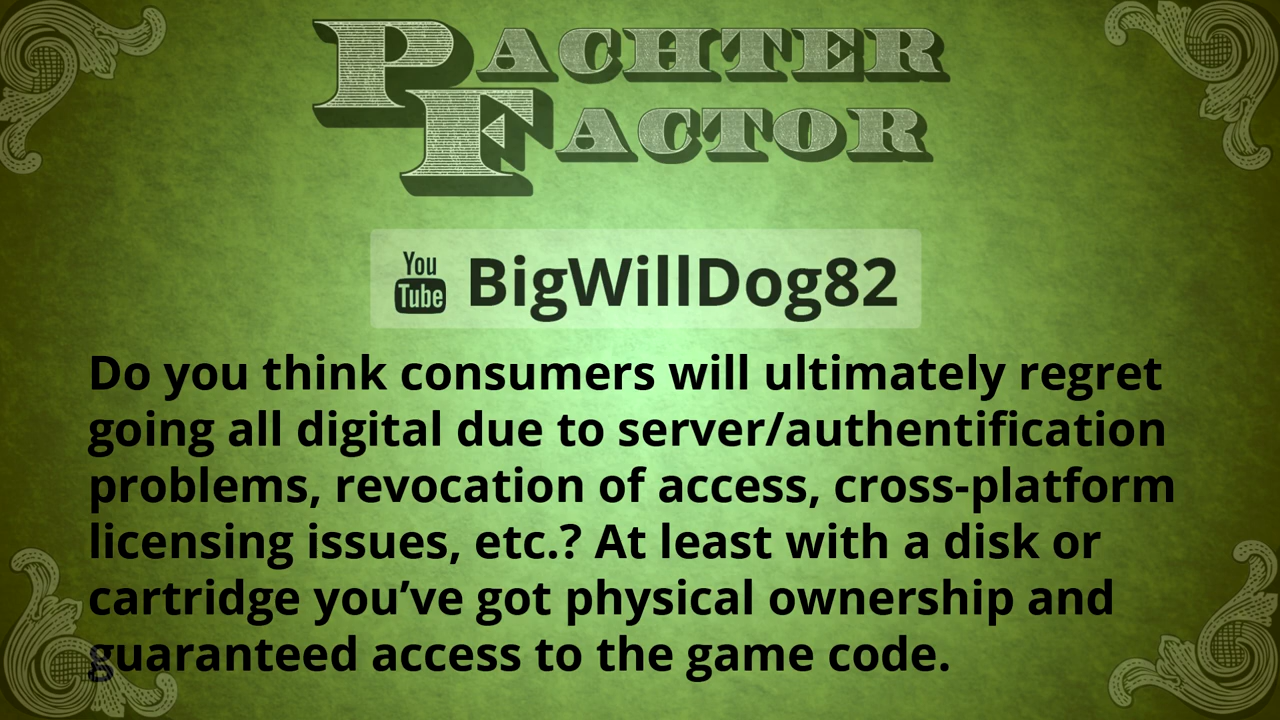 PACHTER
FACTOR
You
Tube
BigWillDog82
Do you think consumers will ultimately regret
going all digital due to server/authentification
problems, revocation of access, cross-platform
licensing issues, etc.? At least with a disk or
cartridge you’ve got physical ownership and
guaranteed access to the game code.